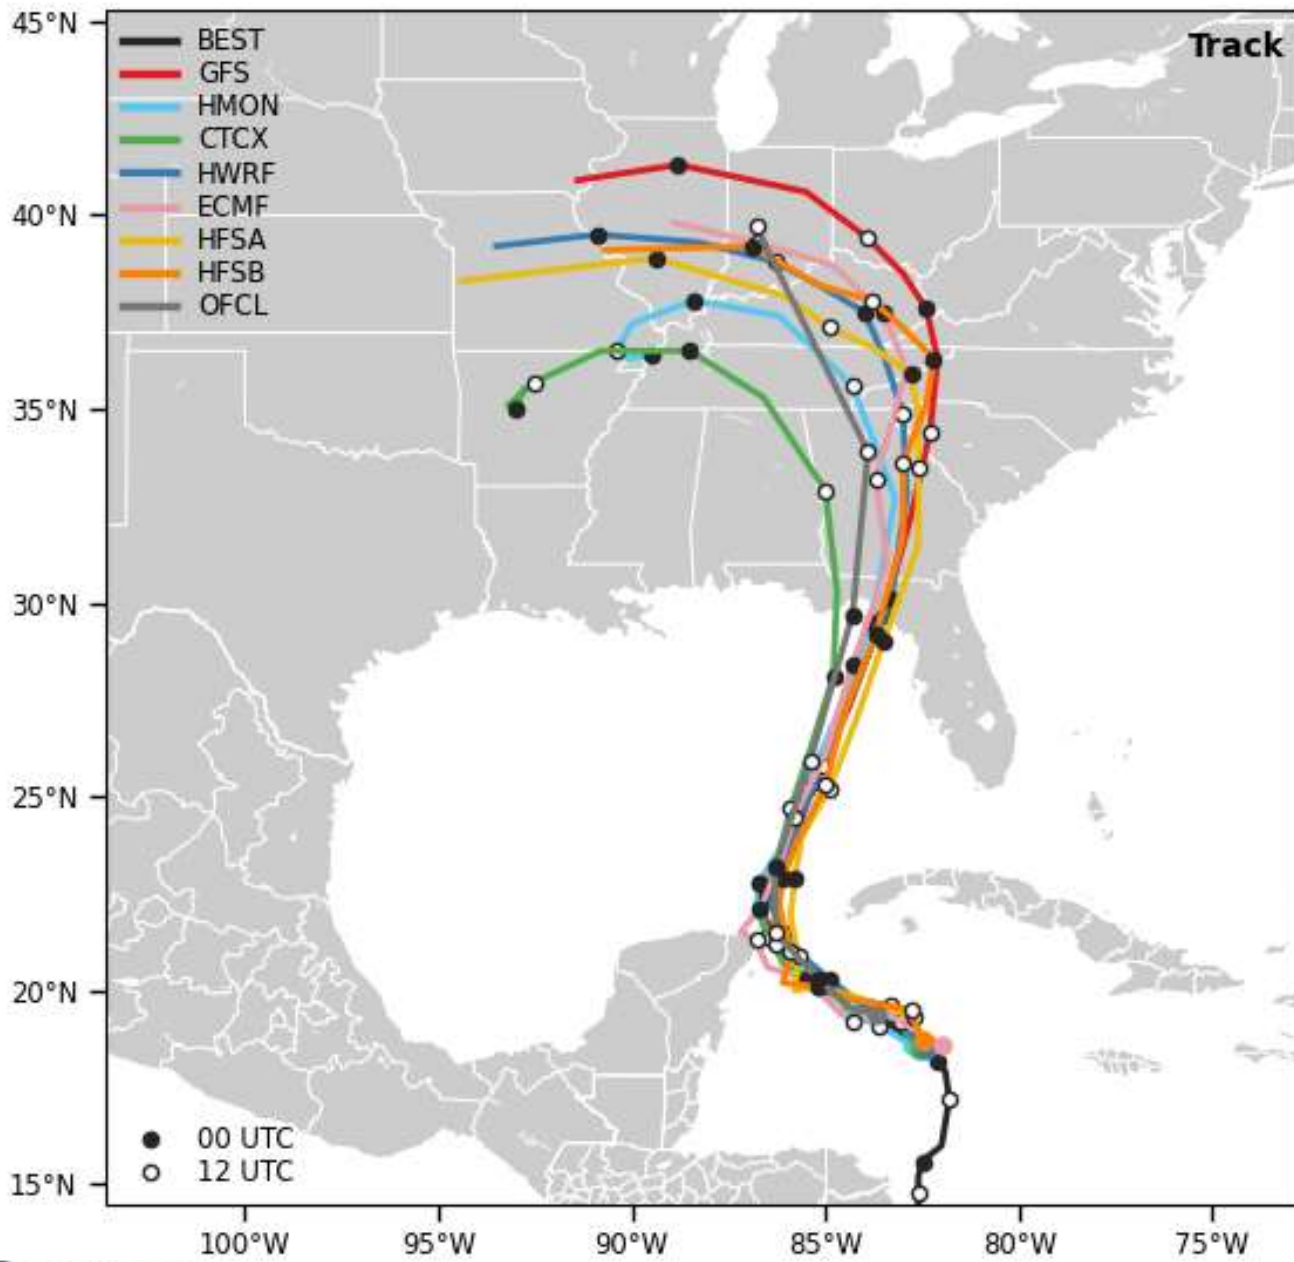 45°N
Track
BEST
GFS
HMON
CTCX
HWRF
40°N
ECMF
HFSA
HFSB
OFCL
35°N
30°N
25°N
20°N
00 UTC
12 UTC
15°N
100°W 95°W 90°W 85°W 80°W 75°W